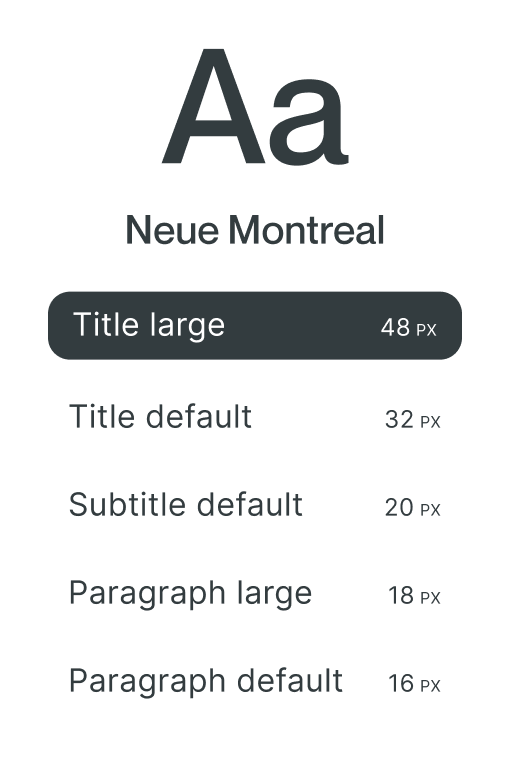 Aa
Neue Montreal
Title large 48 PX
Title default 32 PX
Subtitle default 20 PX
Paragraph large 18 PX
Paragraph default 16 PX